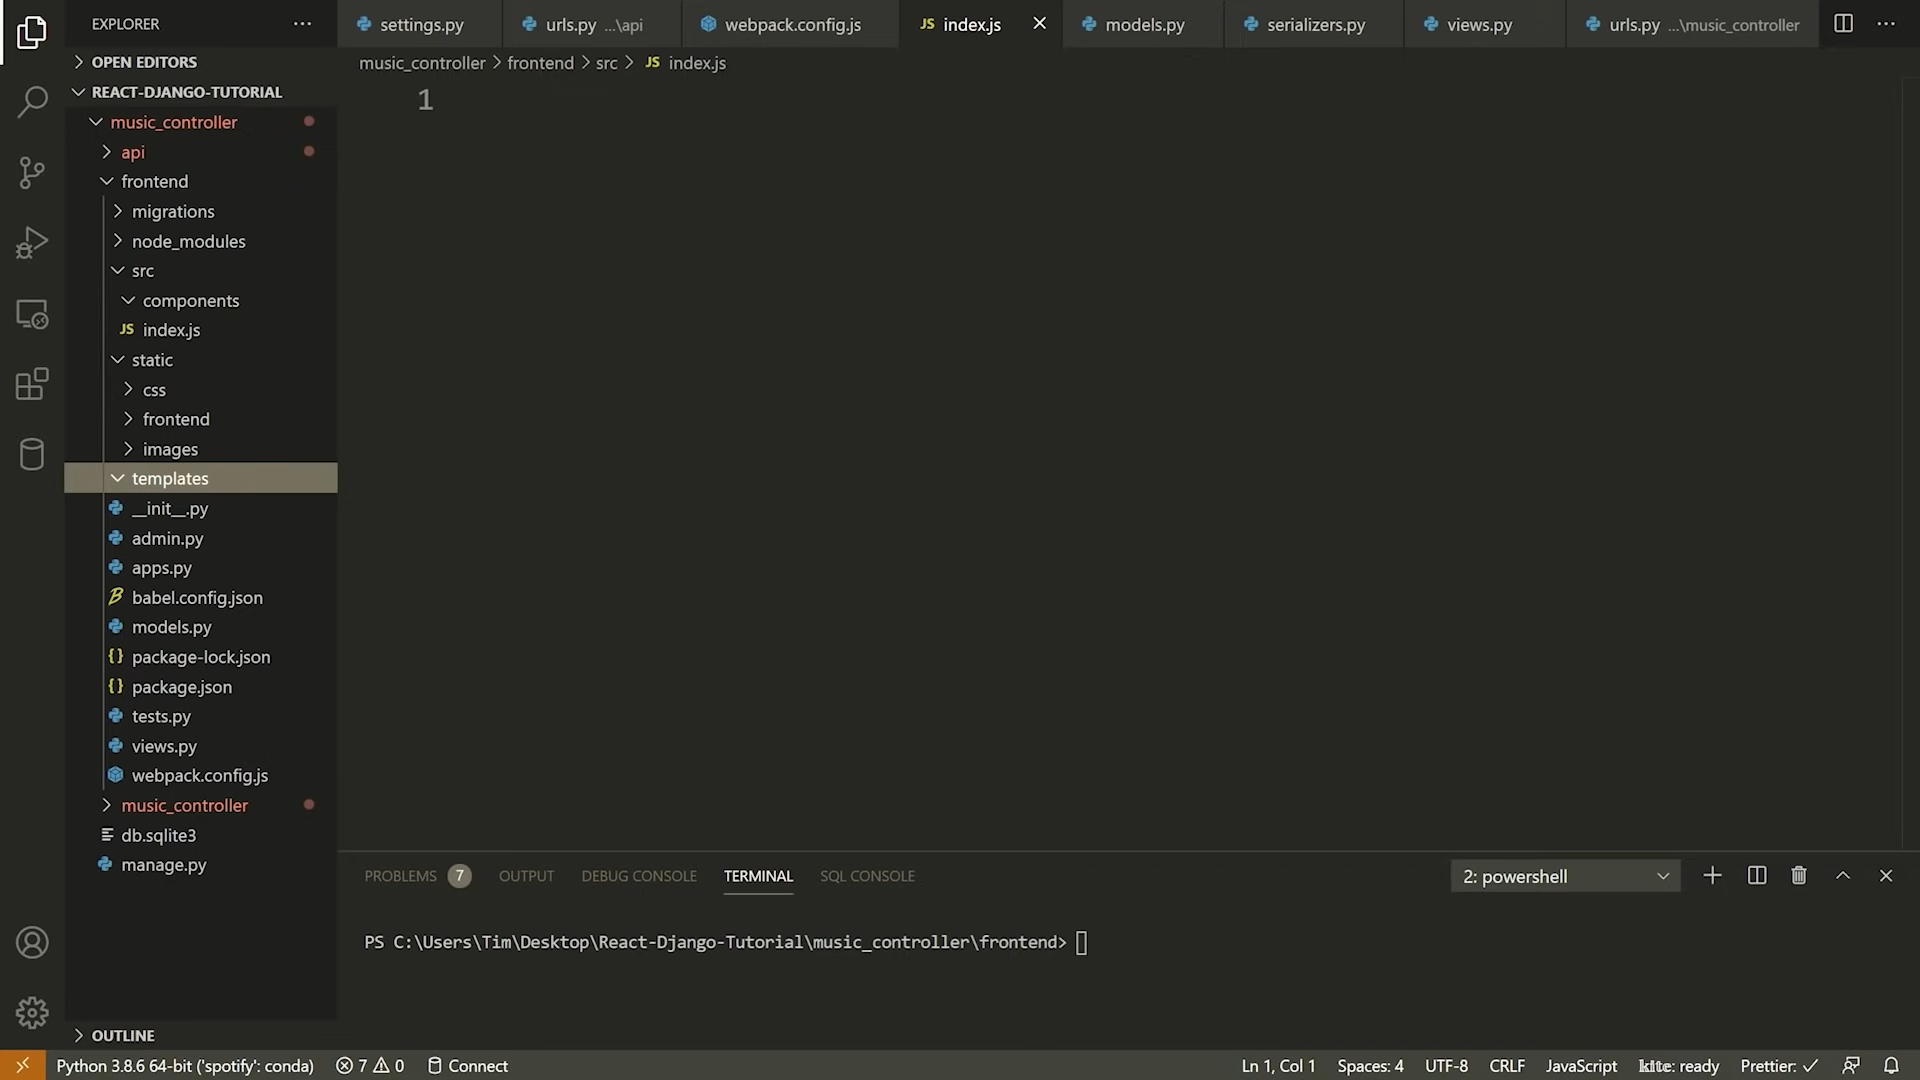 EXPLORER
OPEN EDITORS
REACT-DJANGO-TUTORIAL
music_controller
api
frontend
migrations
node_modules
src
components
JS index.js
static
css
frontend
images
templates
__init__.py
admin.py
apps.py
babel.config.json
models.py
{} package-lock.json
{} package.json
tests.py
views.py
webpack.config.js
music_controller
db.sqlite3
manage.py
OUTLINE
settings.py
urls.py ...\api
webpack.config.js
JS index.js
models.py
serializers.py
views.py
urls.py ...\music_controller
music_controller > frontend > src > JS index.js
1
PROBLEMS 7 OUTPUT DEBUG CONSOLE TERMINAL SQL CONSOLE
2: powershell
PS C:\Users\Tim\Desktop\React-Django-Tutorial\music_controller\frontend>
Python 3.8.6 64-bit ('spotify': conda) 7 0 Connect
Ln 1, Col 1 Spaces: 4 UTF-8 CRLF JavaScript kite: ready Prettier: ✓